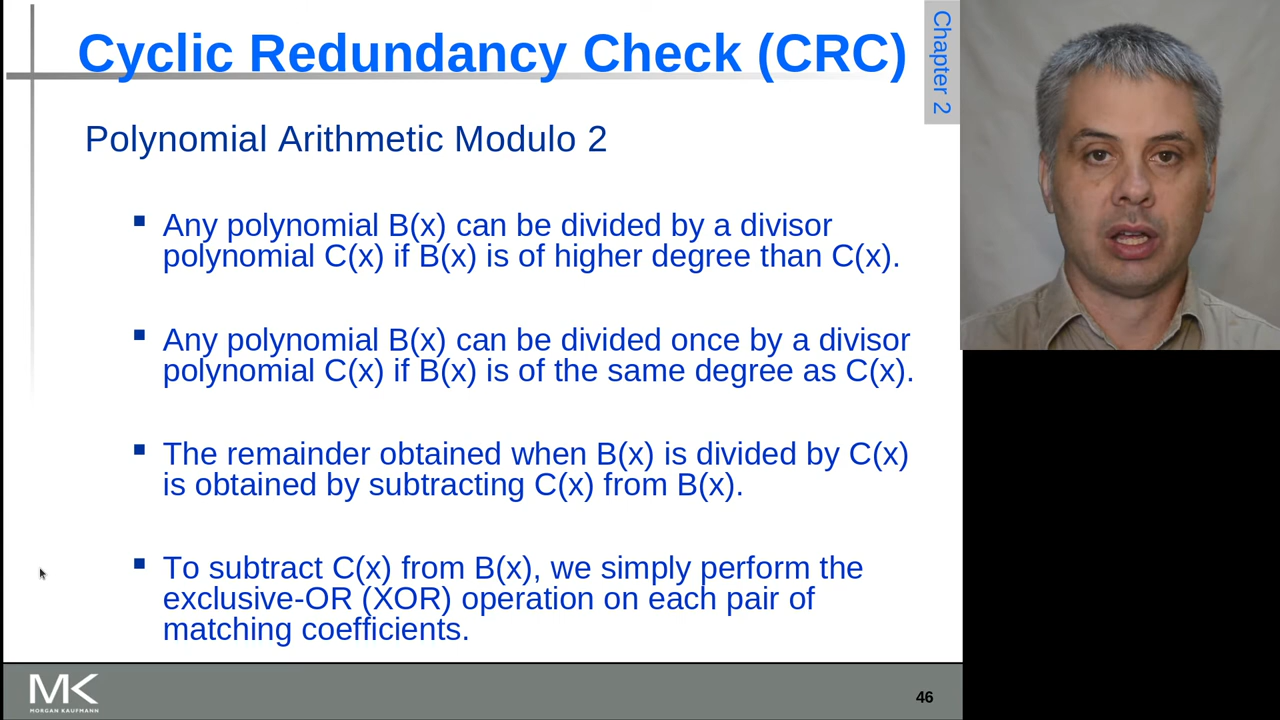 Cyclic Redundancy Check (CRC)
Chapter 2
Polynomial Arithmetic Modulo 2
Any polynomial B(x) can be divided by a divisor
polynomial C(x) if B(x) is of higher degree than C(x).
Any polynomial B(x) can be divided once by a divisor
polynomial C(x) if B(x) is of the same degree as C(x).
The remainder obtained when B(x) is divided by C(x)
is obtained by subtracting C(x) from B(x).
To subtract C(x) from B(x), we simply perform the
exclusive-OR (XOR) operation on each pair of
matching coefficients.
MK
MORGAN KAUFMANN
46